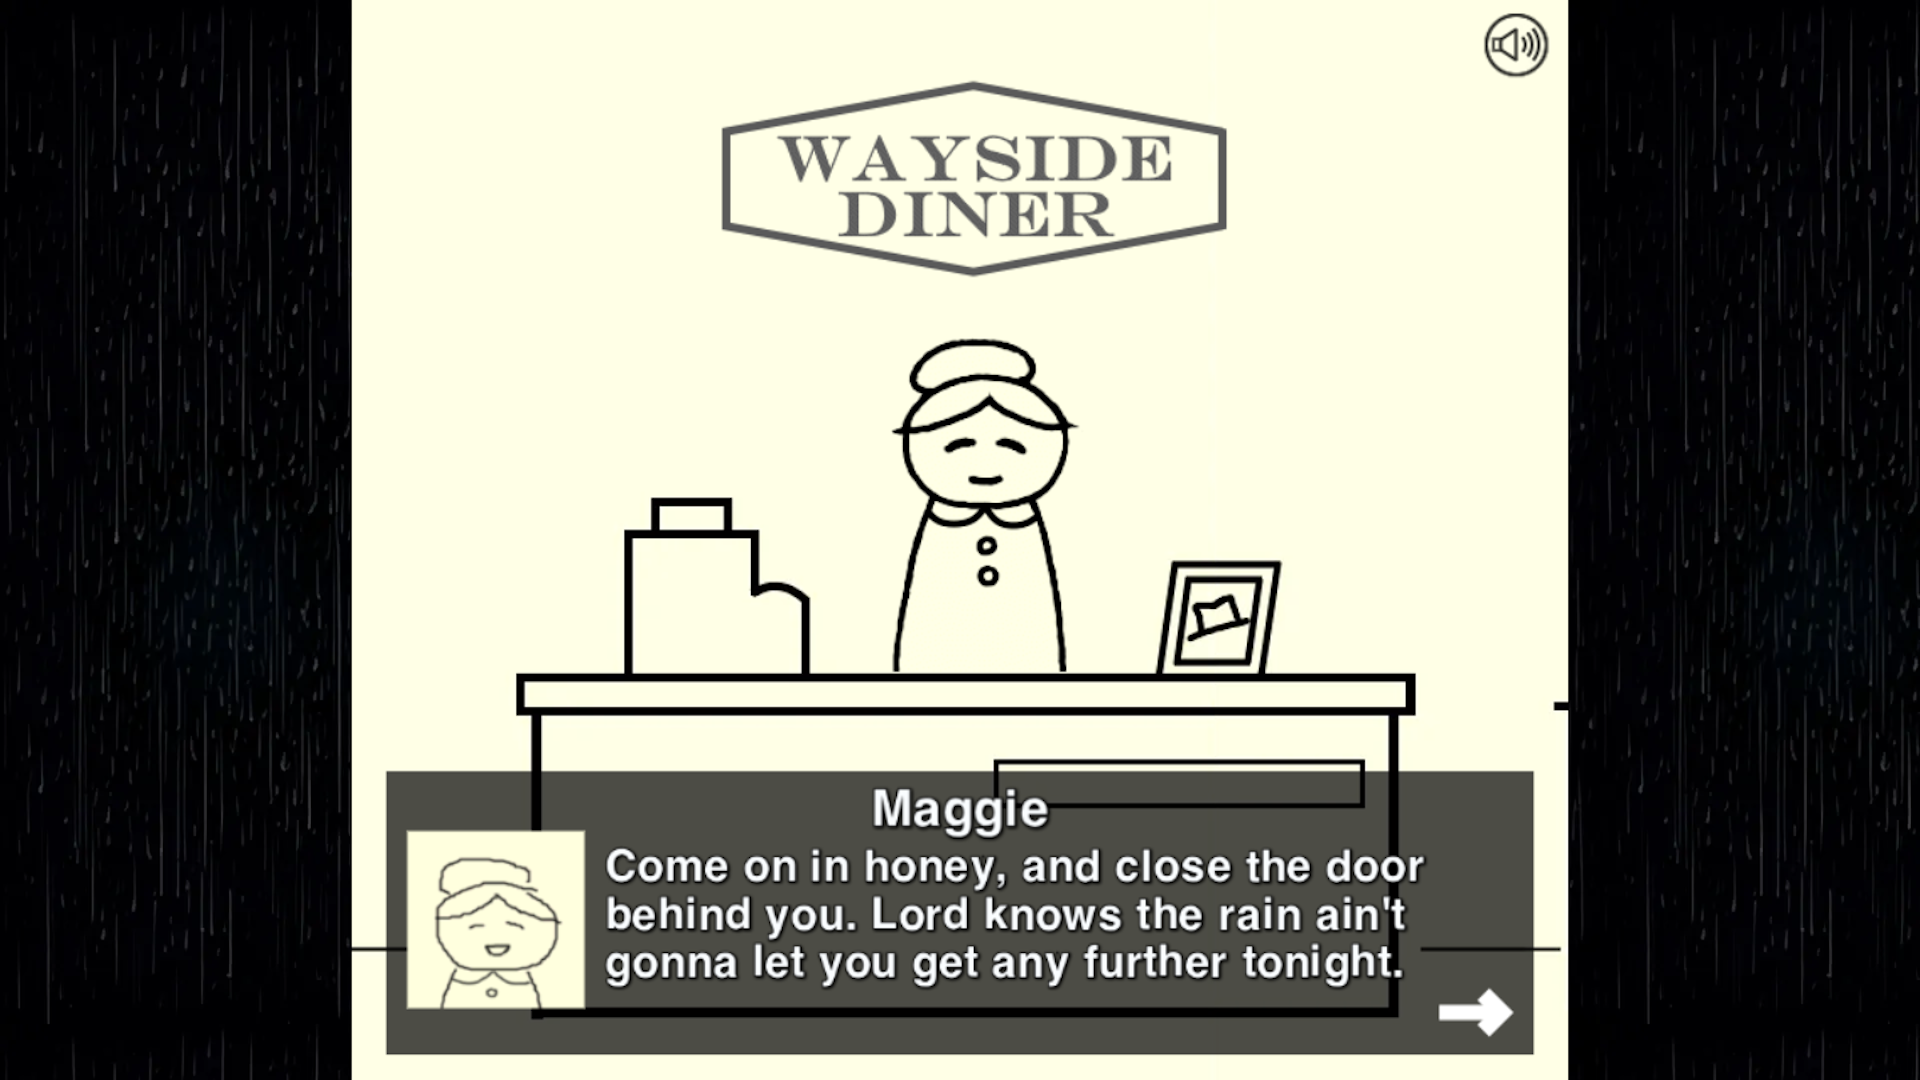 WAYSIDE
DINER
Maggie
Come on in honey, and close the door
behind you. Lord knows the rain ain't
gonna let you get any further tonight.